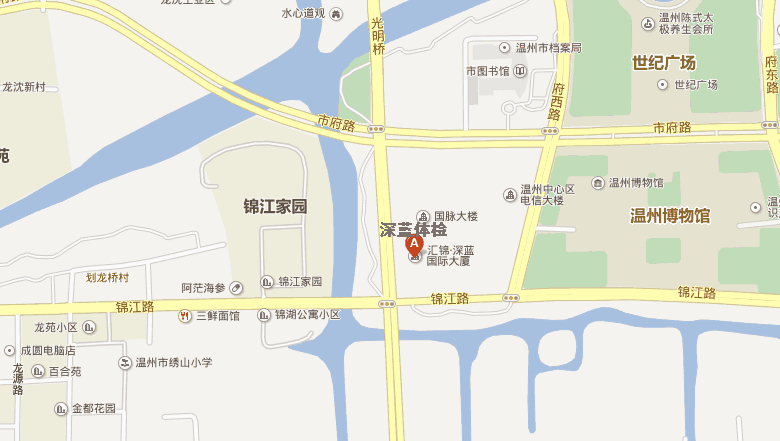 龙沈工业区
水心道观
光明桥
温州陈式太
极养生会所
温州市档案局
世纪广场
世纪广场
市图书馆
府东路
龙沈新村
府西路
市府路
市府路
苑
温州博物馆
温州中心区
电信大楼
锦江家园
国脉大楼
温州博物馆
深蓝体检
A
汇锦·深蓝
国际大厦
划龙桥村
阿茫海参
锦江家园
锦江路
锦江路
锦江路
三鲜面馆
锦湖公寓小区
龙苑小区
成圆电脑店
温州市绣山小学
龙源路
百合苑
金都花园